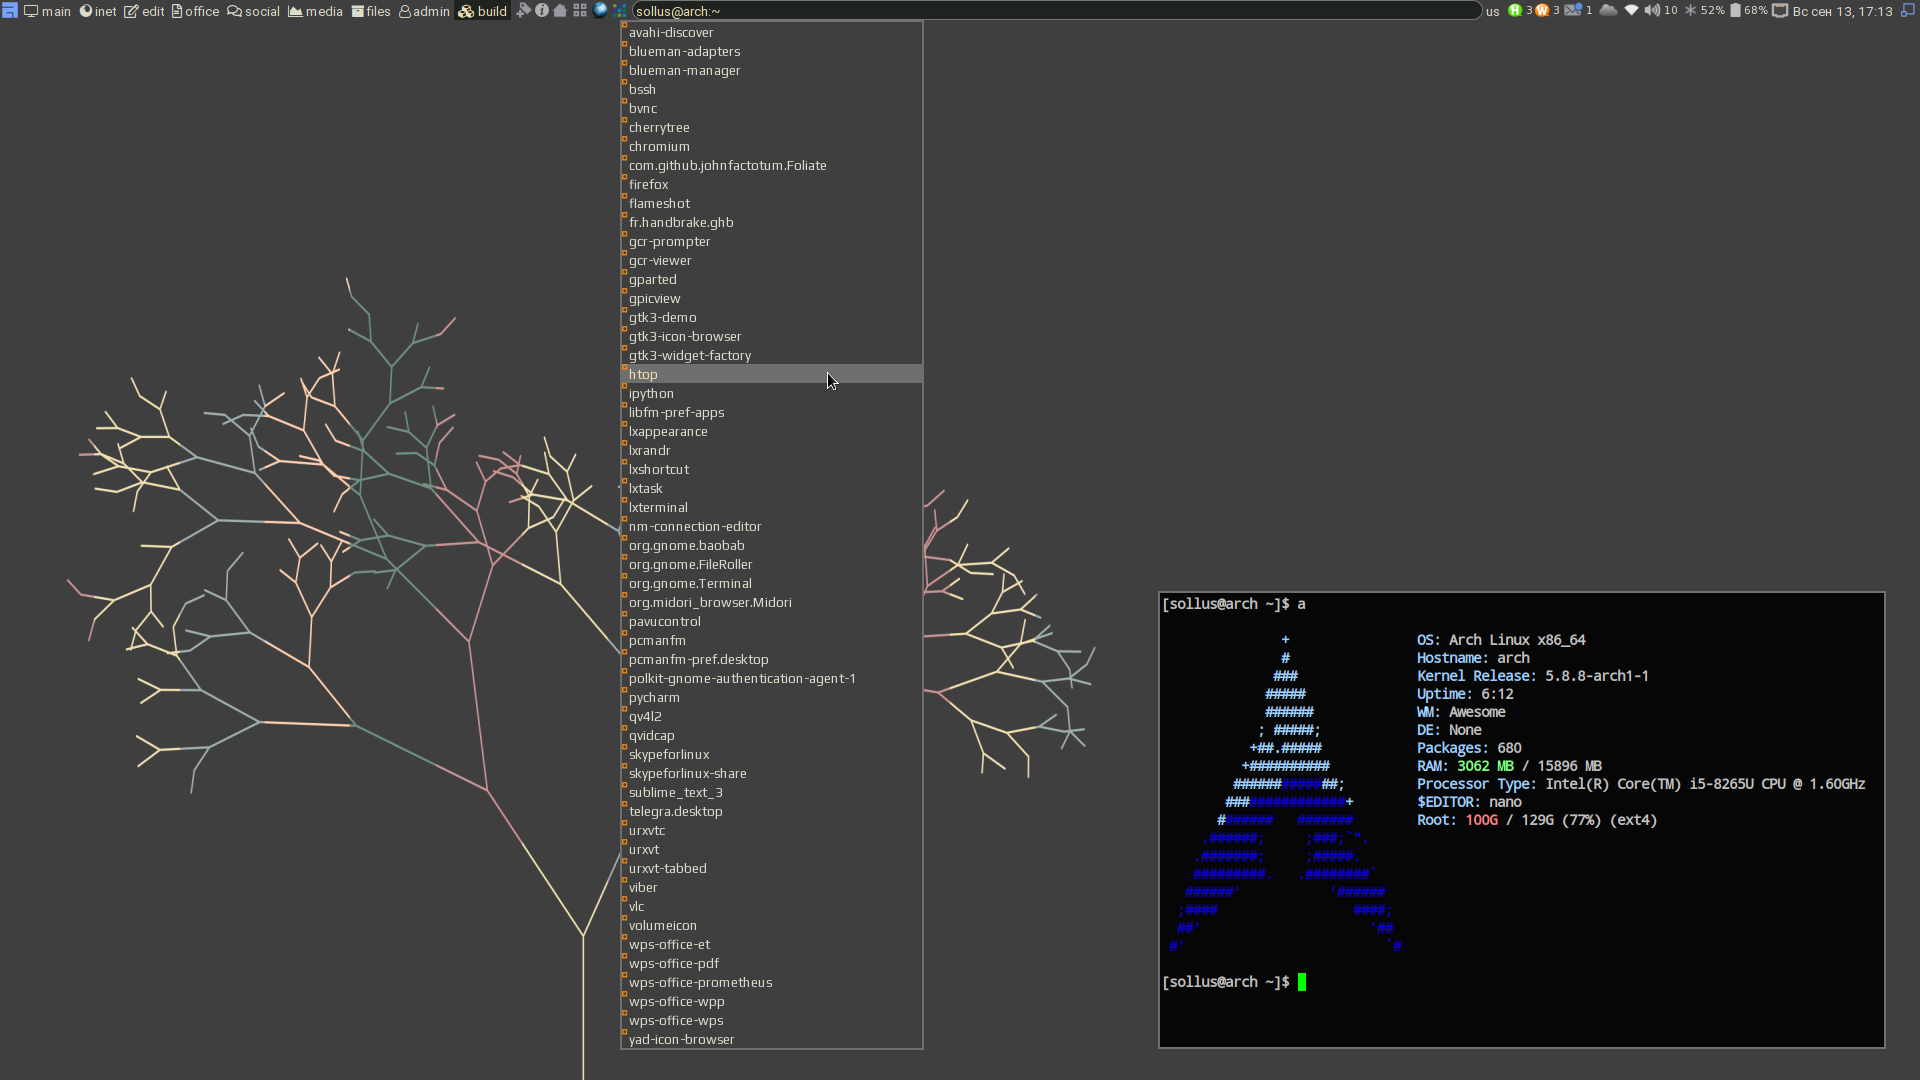 main inet edit office social media files admin build sollus@arch:~ us 3 3 1 10 52% 68% Вс сен 13, 17:13
avahi-discover
blueman-adapters
blueman-manager
bssh
bvnc
cherrytree
chromium
com.github.johnfactotum.Foliate
firefox
flameshot
fr.handbrake.ghb
gcr-prompter
gcr-viewer
gparted
gpicview
gtk3-demo
gtk3-icon-browser
gtk3-widget-factory
htop
ipython
libfm-pref-apps
lxappearance
lxrandr
lxshortcut
lxtask
lxterminal
nm-connection-editor
org.gnome.baobab
org.gnome.FileRoller
org.gnome.Terminal
org.midori_browser.Midori
pavucontrol
pcmanfm
pcmanfm-pref.desktop
polkit-gnome-authentication-agent-1
pycharm
qv4l2
qvidcap
skypeforlinux
skypeforlinux-share
sublime_text_3
telegra.desktop
urxvtc
urxvt
urxvt-tabbed
viber
vlc
volumeicon
wps-office-et
wps-office-pdf
wps-office-prometheus
wps-office-wpp
wps-office-wps
yad-icon-browser
[sollus@arch ~]$ a
OS: Arch Linux x86_64
Hostname: arch
Kernel Release: 5.8.8-arch1-1
Uptime: 6:12
WM: Awesome
DE: None
Packages: 680
RAM: 3062 MB / 15896 MB
Processor Type: Intel(R) Core(TM) i5-8265U CPU @ 1.60GHz
$EDITOR: nano
Root: 100G / 129G (77%) (ext4)
[sollus@arch ~]$